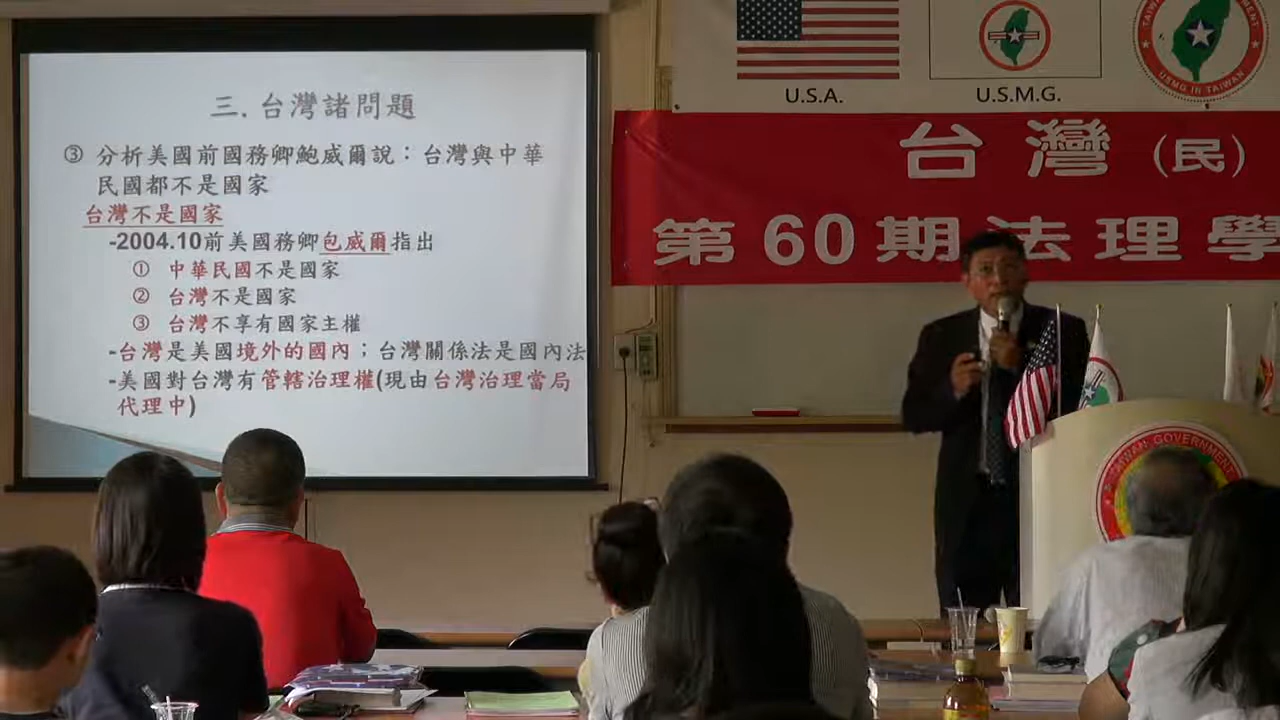 三. 台灣諸問題
③ 分析美國前國務卿鮑威爾說：台灣與中華
民國都不是國家
台灣不是國家
-2004.10前美國務卿包威爾指出
① 中華民國不是國家
② 台灣不是國家
③ 台灣不享有國家主權
-台灣是美國境外的國內；台灣關係法是國內法
-美國對台灣有管轄治理權(現由台灣治理當局
代理中)
U.S.A.
U.S.M.G.
USMG IN TAIWAN
台灣（民）
第60期法理學
TAIWAN GOVERNMENT